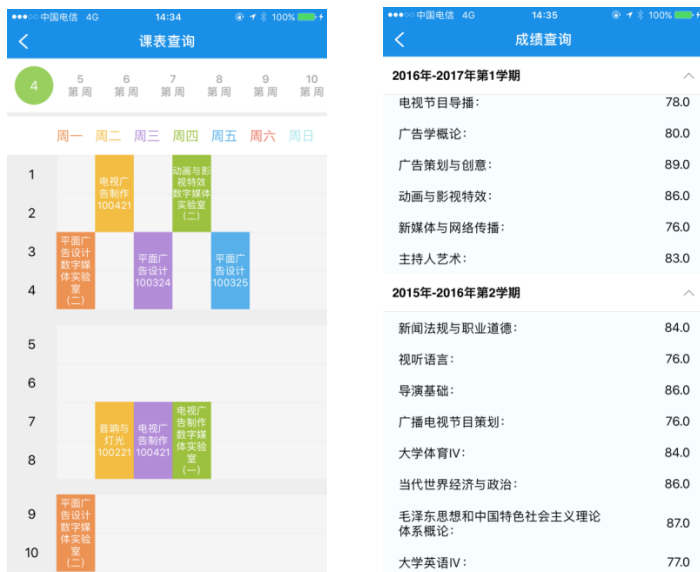 中国电信 4G 14:34 100%
课表查询
4 5 6 7 8 9 10
第 周 第 周 第 周 第 周 第 周 第 周
周一 周二 周三 周四 周五 周六 周日
1
2
3
4
5
6
7
8
9
10
电视广
告制作
100421
动画与影
视特效
数字媒体
实验室
(二)
平面广
告设计
数字媒
体实验
室
(二)
平面广
告设计
100324
平面广
告设计
100325
音响与
灯光
100221
电视广
告制作
100421
电视广
告制作
数字媒
体实验
室
(一)
平面广
告设计
数字媒
体实验
室
(二)
中国电信 4G 14:35 100%
成绩查询
2016年-2017年第1学期
电视节目导播: 78.0
广告学概论: 80.0
广告策划与创意: 89.0
动画与影视特效: 86.0
新媒体与网络传播: 76.0
主持人艺术: 83.0
2015年-2016年第2学期
新闻法规与职业道德: 84.0
视听语言: 76.0
导演基础: 86.0
广播电视节目策划: 76.0
大学体育IV: 84.0
当代世界经济与政治: 86.0
毛泽东思想和中国特色社会主义理论
体系概论: 87.0
大学英语IV: 77.0